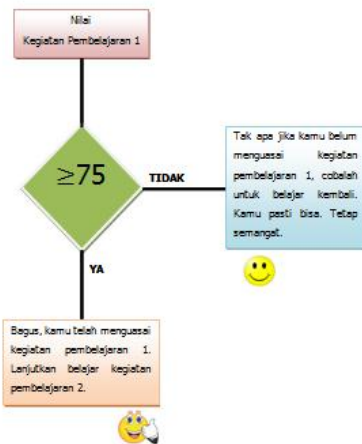 Nilai
Kegiatan Pembelajaran 1
≥75
TIDAK
Tak apa jika kamu belum
menguasai kegiatan
pembelajaran 1, cobalah
untuk belajar kembali.
Kamu pasti bisa. Tetap
semangat.
YA
Bagus, kamu telah menguasai
kegiatan pembelajaran 1.
Lanjutkan belajar kegiatan
pembelajaran 2.